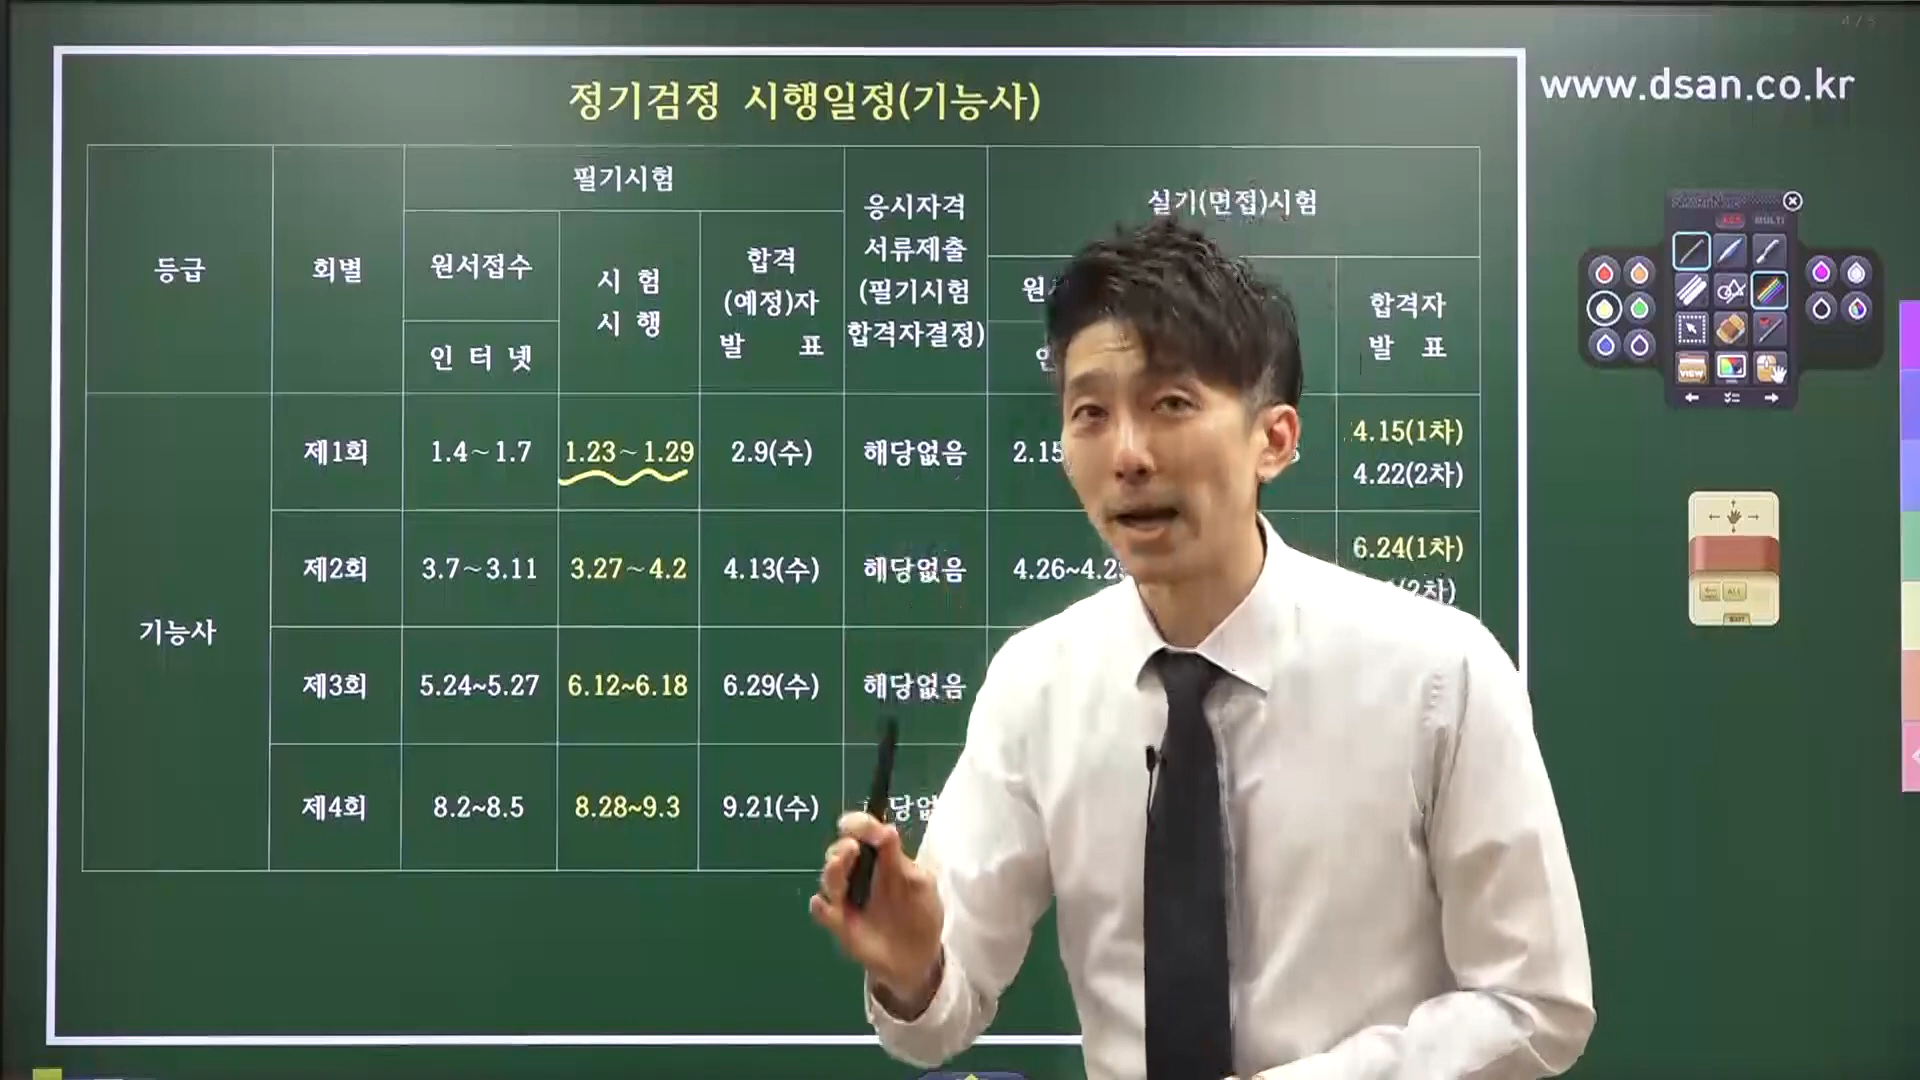 www.dsan.co.kr
정기검정 시행일정(기능사)
등급
회별
필기시험
원서접수
인 터 넷
시 험
시 행
합격
(예정)자
발 표
응시자격
서류제출
(필기시험
합격자결정)
실기(면접)시험
합격자
발 표
기능사
제1회 1.4~1.7 1.23~1.29 2.9(수) 해당없음 4.15(1차)
4.22(2차)
제2회 3.7~3.11 3.27~4.2 4.13(수) 해당없음 6.24(1차)
제3회 5.24~5.27 6.12~6.18 6.29(수) 해당없음
제4회 8.2~8.5 8.28~9.3 9.21(수)
MULTI
VIEW
ALL